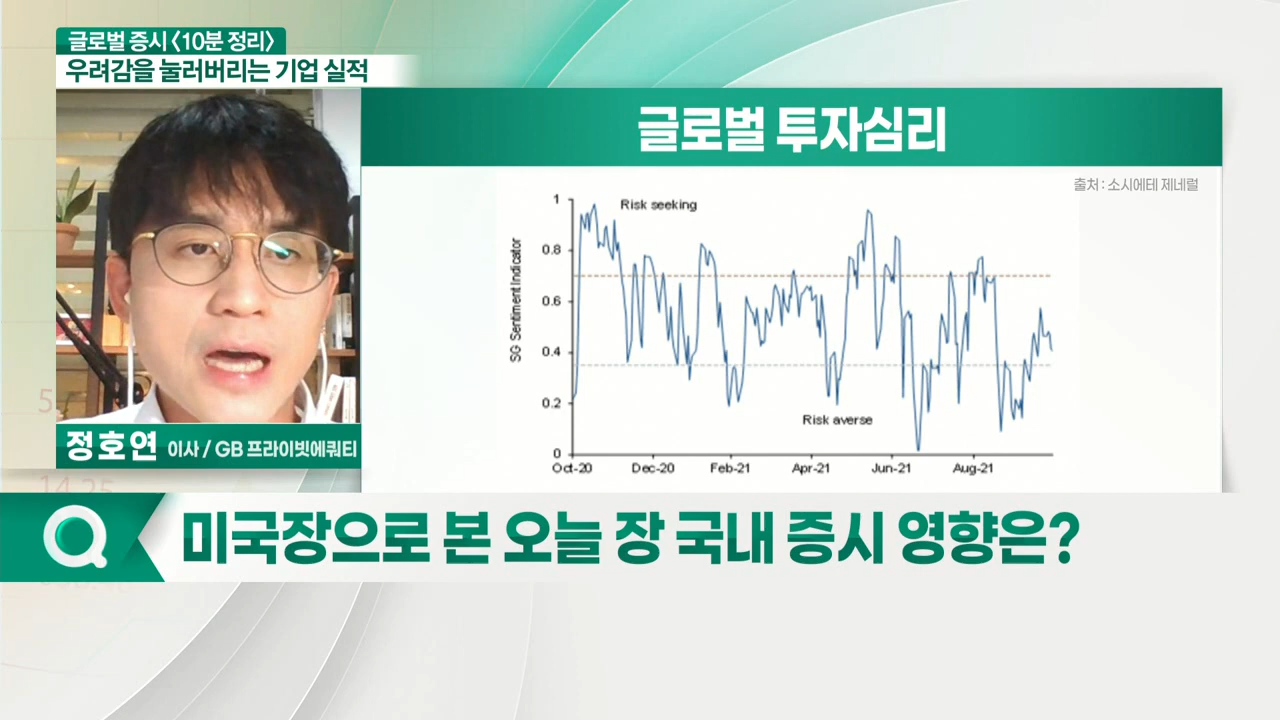 글로벌 증시 <10분 정리>
우려감을 눌러버리는 기업 실적
글로벌 투자심리
출처 : 소시에테 제네럴
SG Sentiment Indicator
1
0.8
0.6
0.4
0.2
0
Risk seeking
Risk averse
Oct-20 Dec-20 Feb-21 Apr-21 Jun-21 Aug-21
정호연 이사 / GB 프라이빗에쿼티
5.
14.25
Q 미국장으로 본 오늘 장 국내 증시 영향은?